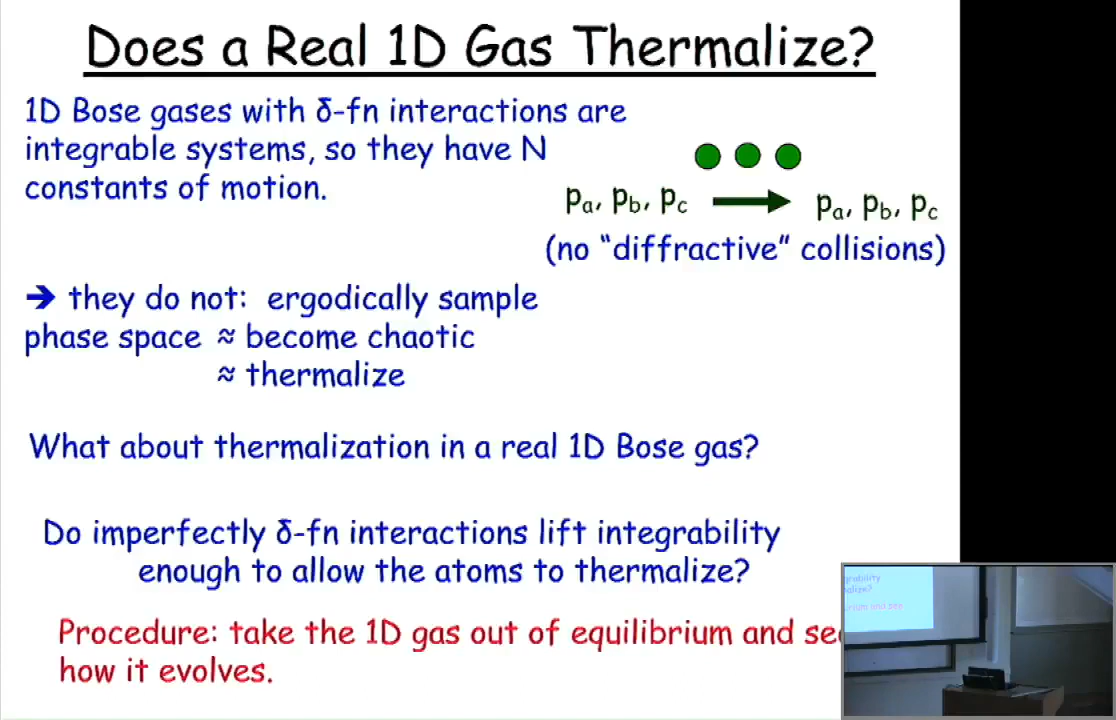 Does a Real 1D Gas Thermalize?
1D Bose gases with δ-fn interactions are
integrable systems, so they have N
constants of motion.
pa, pb, pc → pa, pb, pc
(no “diffractive” collisions)
➔ they do not: ergodically sample
phase space ≈ become chaotic
≈ thermalize
What about thermalization in a real 1D Bose gas?
Do imperfectly δ-fn interactions lift integrability
enough to allow the atoms to thermalize?
Procedure: take the 1D gas out of equilibrium and se
how it evolves.